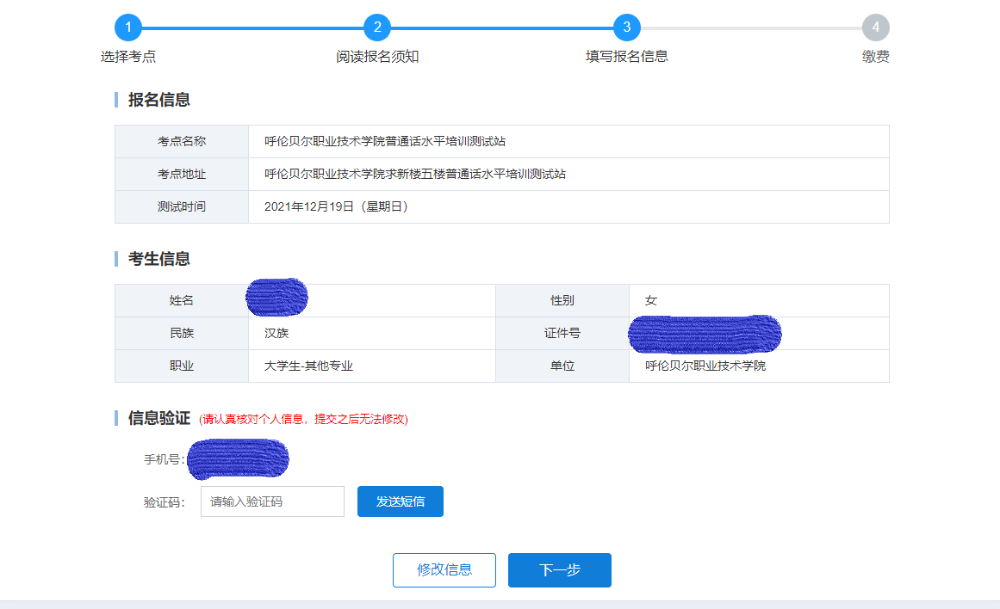 1 2 3 4
选择考点 阅读报名须知 填写报名信息 缴费
报名信息
考点名称 呼伦贝尔职业技术学院普通话水平培训测试站
考点地址 呼伦贝尔职业技术学院求新楼五楼普通话水平培训测试站
测试时间 2021年12月19日（星期日）
考生信息
姓名 性别 女
民族 汉族 证件号
职业 大学生-其他专业 单位 呼伦贝尔职业技术学院
信息验证 (请认真核对个人信息，提交之后无法修改)
手机号:
验证码： 请输入验证码 发送短信
修改信息 下一步